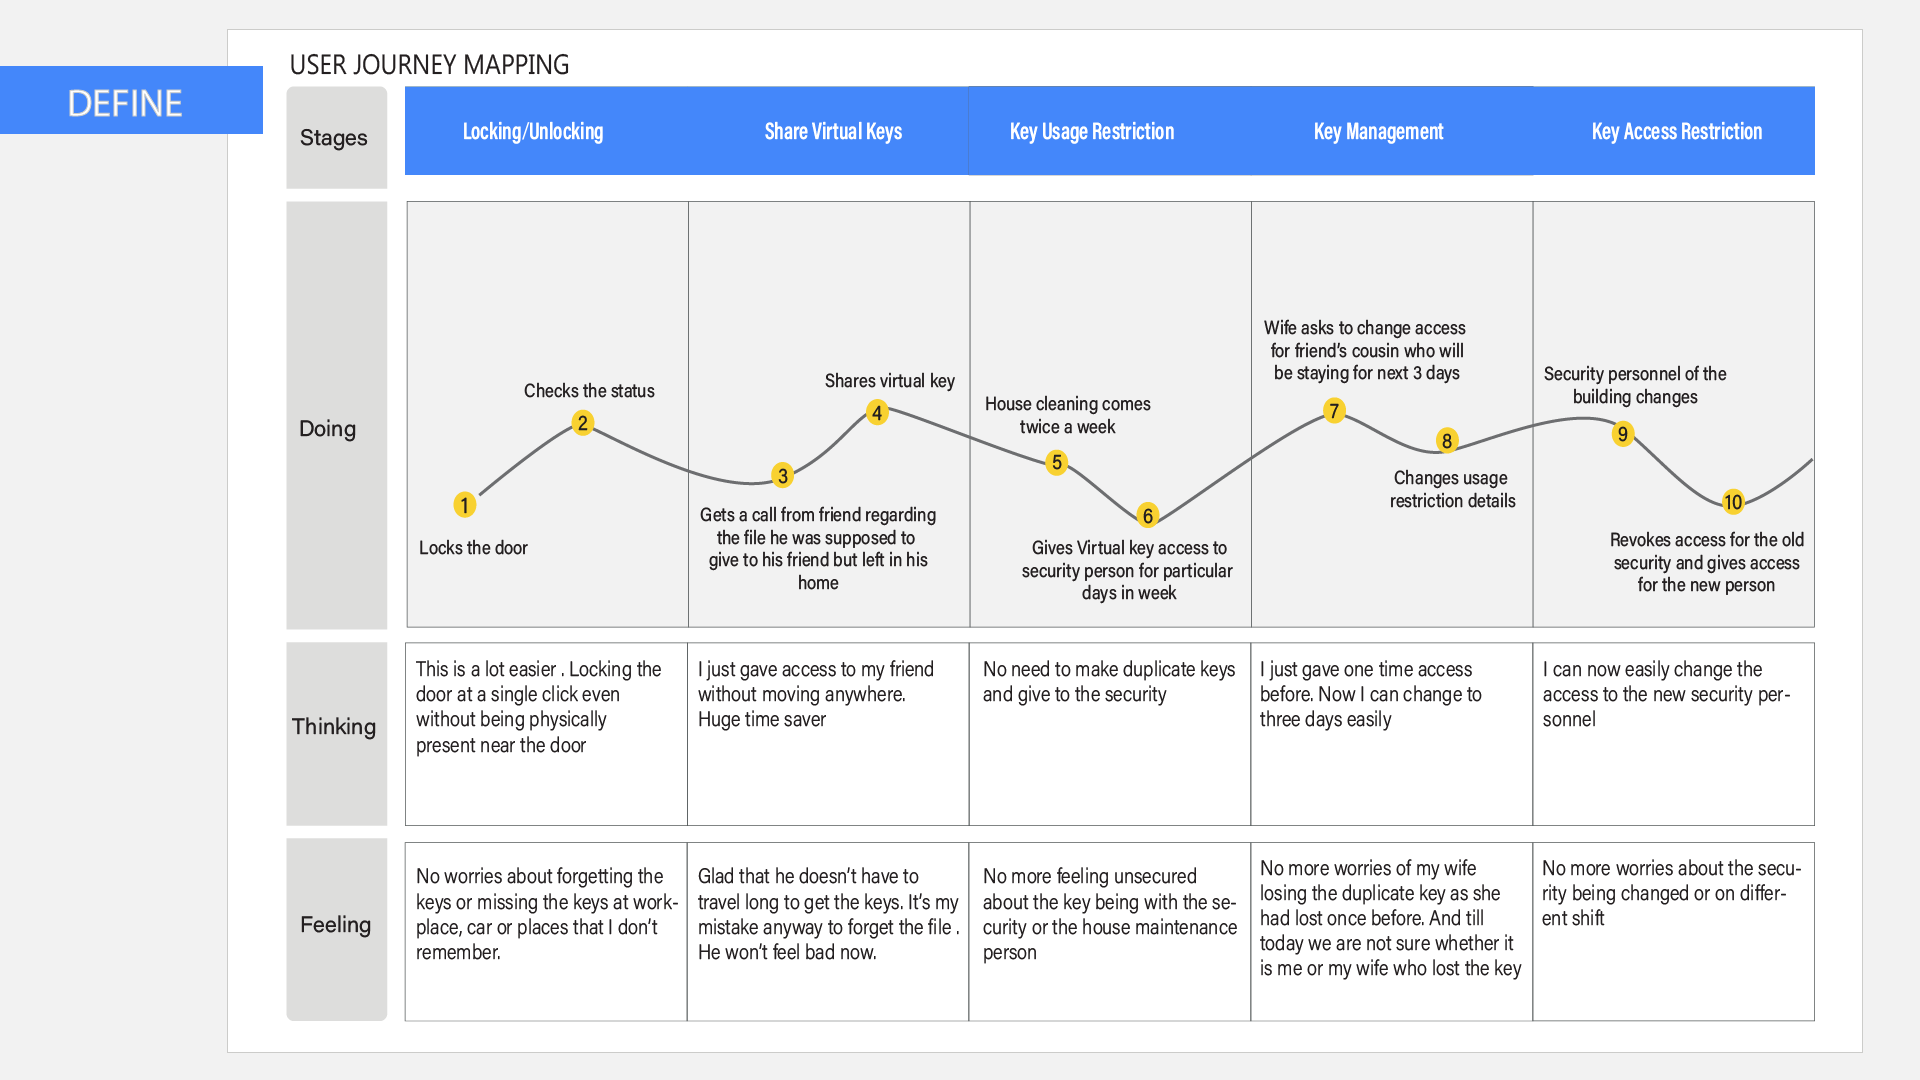 USER JOURNEY MAPPING
DEFINE
Stages
Locking/Unlocking
Share Virtual Keys
Key Usage Restriction
Key Management
Key Access Restriction
Doing
1
Locks the door
2
Checks the status
3
Gets a call from friend regarding
the file he was supposed to
give to his friend but left in his
home
4
Shares virtual key
5
House cleaning comes
twice a week
6
Gives Virtual key access to
security person for particular
days in week
7
Wife asks to change access
for friend’s cousin who will
be staying for next 3 days
8
Changes usage
restriction details
9
Security personnel of the
building changes
10
Revokes access for the old
security and gives access
for the new person
Thinking
This is a lot easier . Locking the
door at a single click even
without being physically
present near the door
I just gave access to my friend
without moving anywhere.
Huge time saver
No need to make duplicate keys
and give to the security
I just gave one time access
before. Now I can change to
three days easily
I can now easily change the
access to the new security per-
sonnel
Feeling
No worries about forgetting the
keys or missing the keys at work-
place, car or places that I don’t
remember.
Glad that he doesn’t have to
travel long to get the keys. It’s my
mistake anyway to forget the file .
He won’t feel bad now.
No more feeling unsecured
about the key being with the se-
curity or the house maintenance
person
No more worries of my wife
losing the duplicate key as she
had lost once before. And till
today we are not sure whether it
is me or my wife who lost the key
No more worries about the secu-
rity being changed or on differ-
ent shift